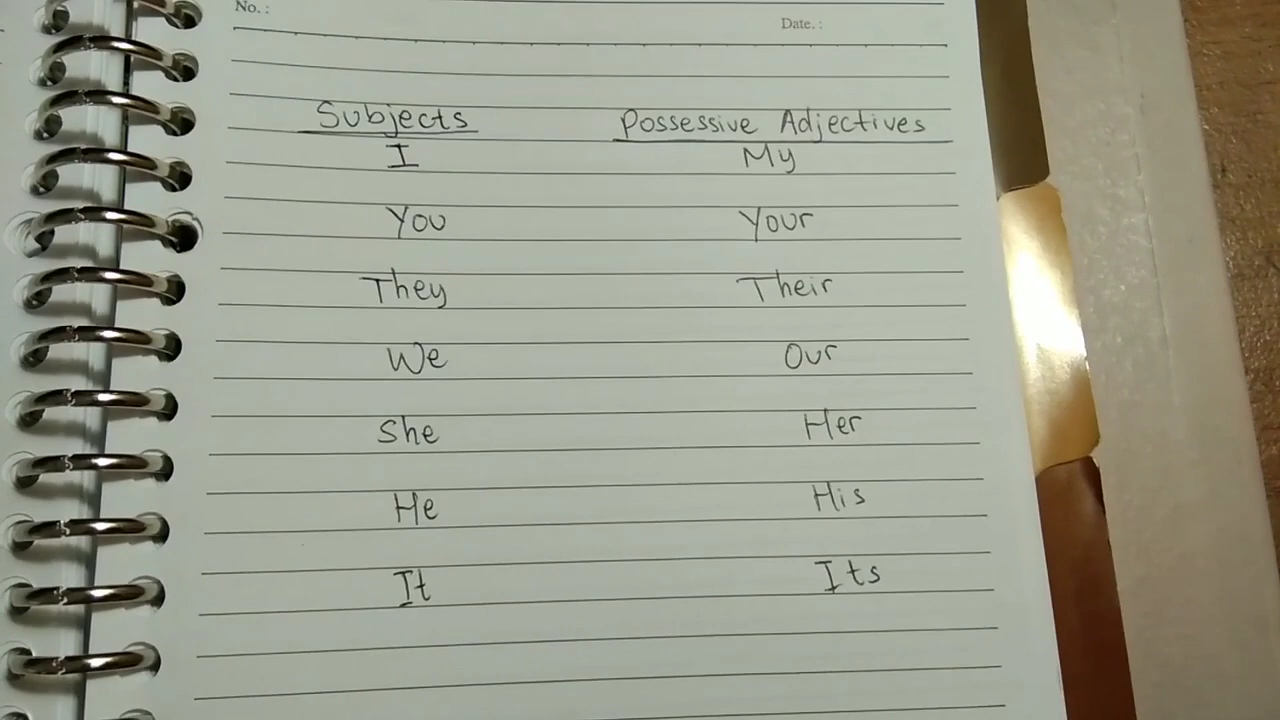 No. :
Date. :
Subjects Possessive Adjectives
I My
You Your
They Their
We Our
She Her
He His
It Its